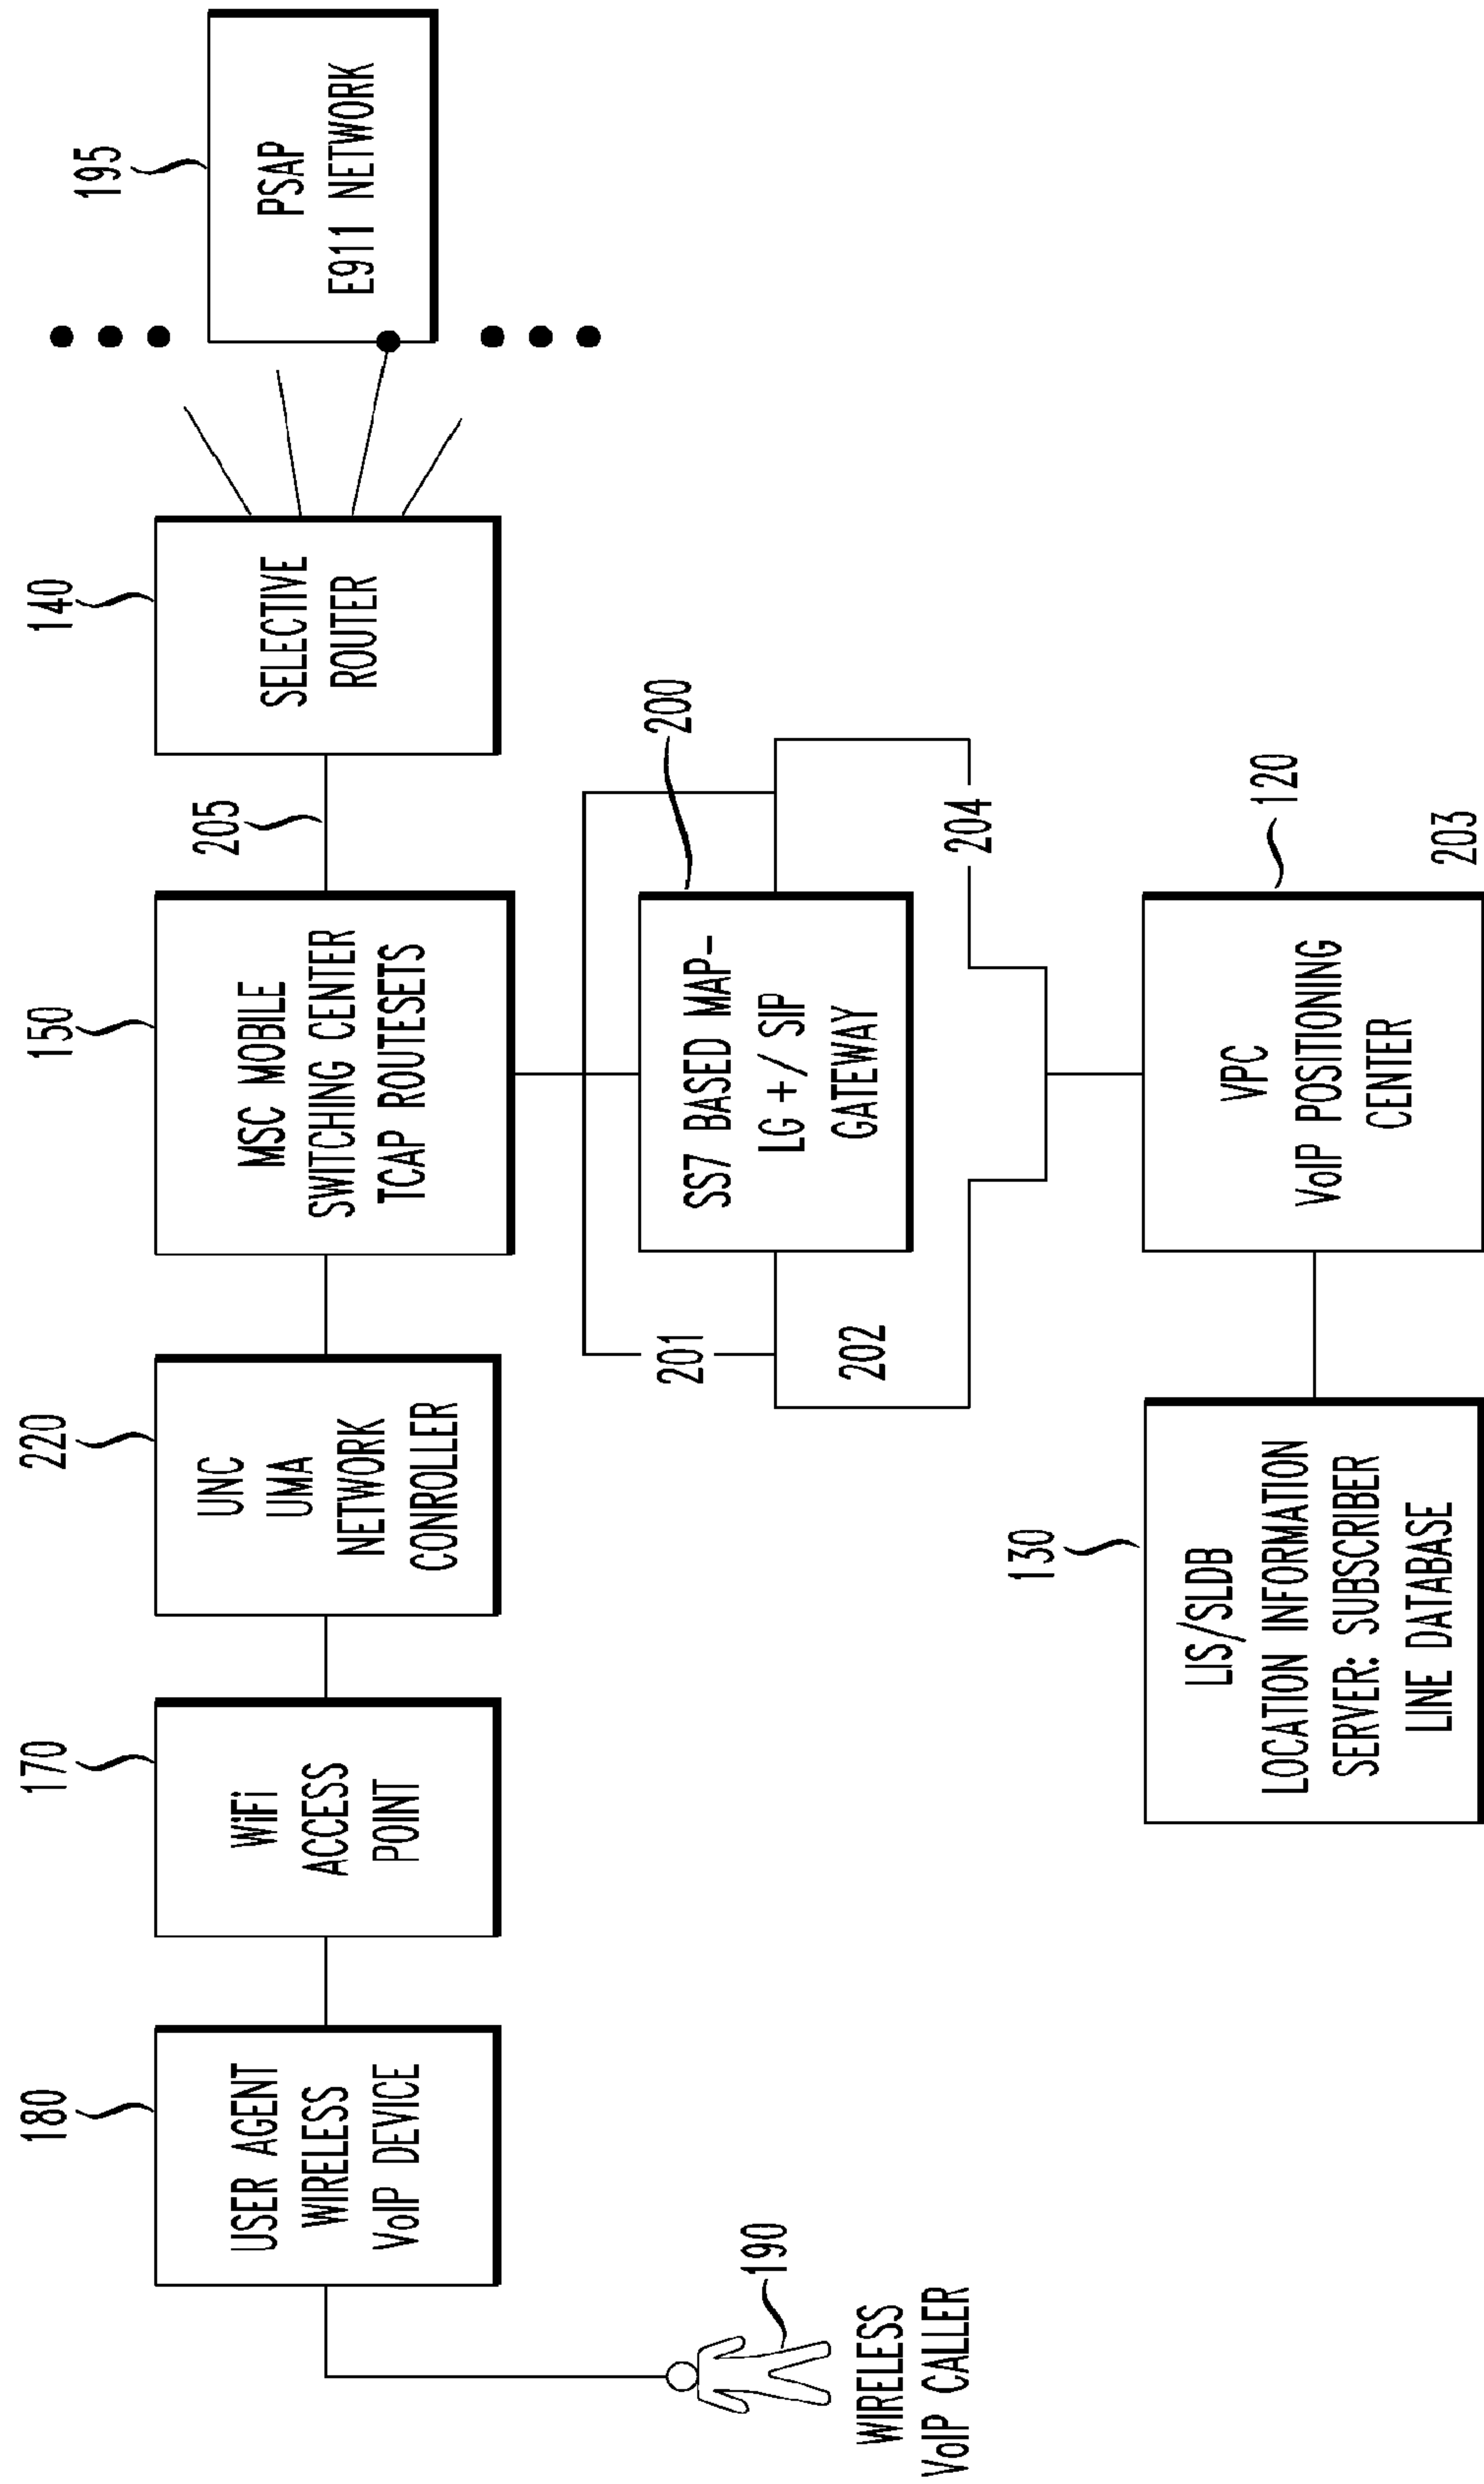 180
USER AGENT
WIRELESS
VoIP DEVICE
170
WiFi
ACCESS
POINT
220
UNC
UMA
NETWORK
CONROLLER
150
MSC MOBILE
SWITCHING CENTER
TCAP ROUTESETS
205
140
SELECTIVE
ROUTER
195
PSAP
E911 NETWORK
190
WIRELESS
VoIP CALLER
201
200
SS7 BASED MAP–
LG + / SIP
GATEWAY
202
204
130
LIS/SLDB
LOCATION INFORMATION
SERVER: SUBSCRIBER
LINE DATABASE
120
VPC
VoIP POSITIONING
CENTER
203